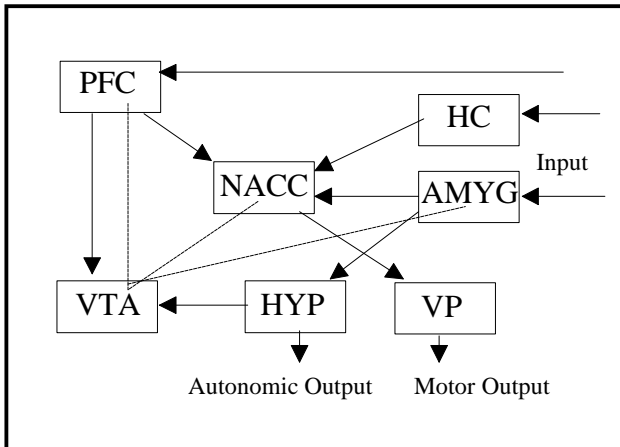 PFC
HC
Input
NACC
AMYG
VTA
HYP
VP
Autonomic Output
Motor Output